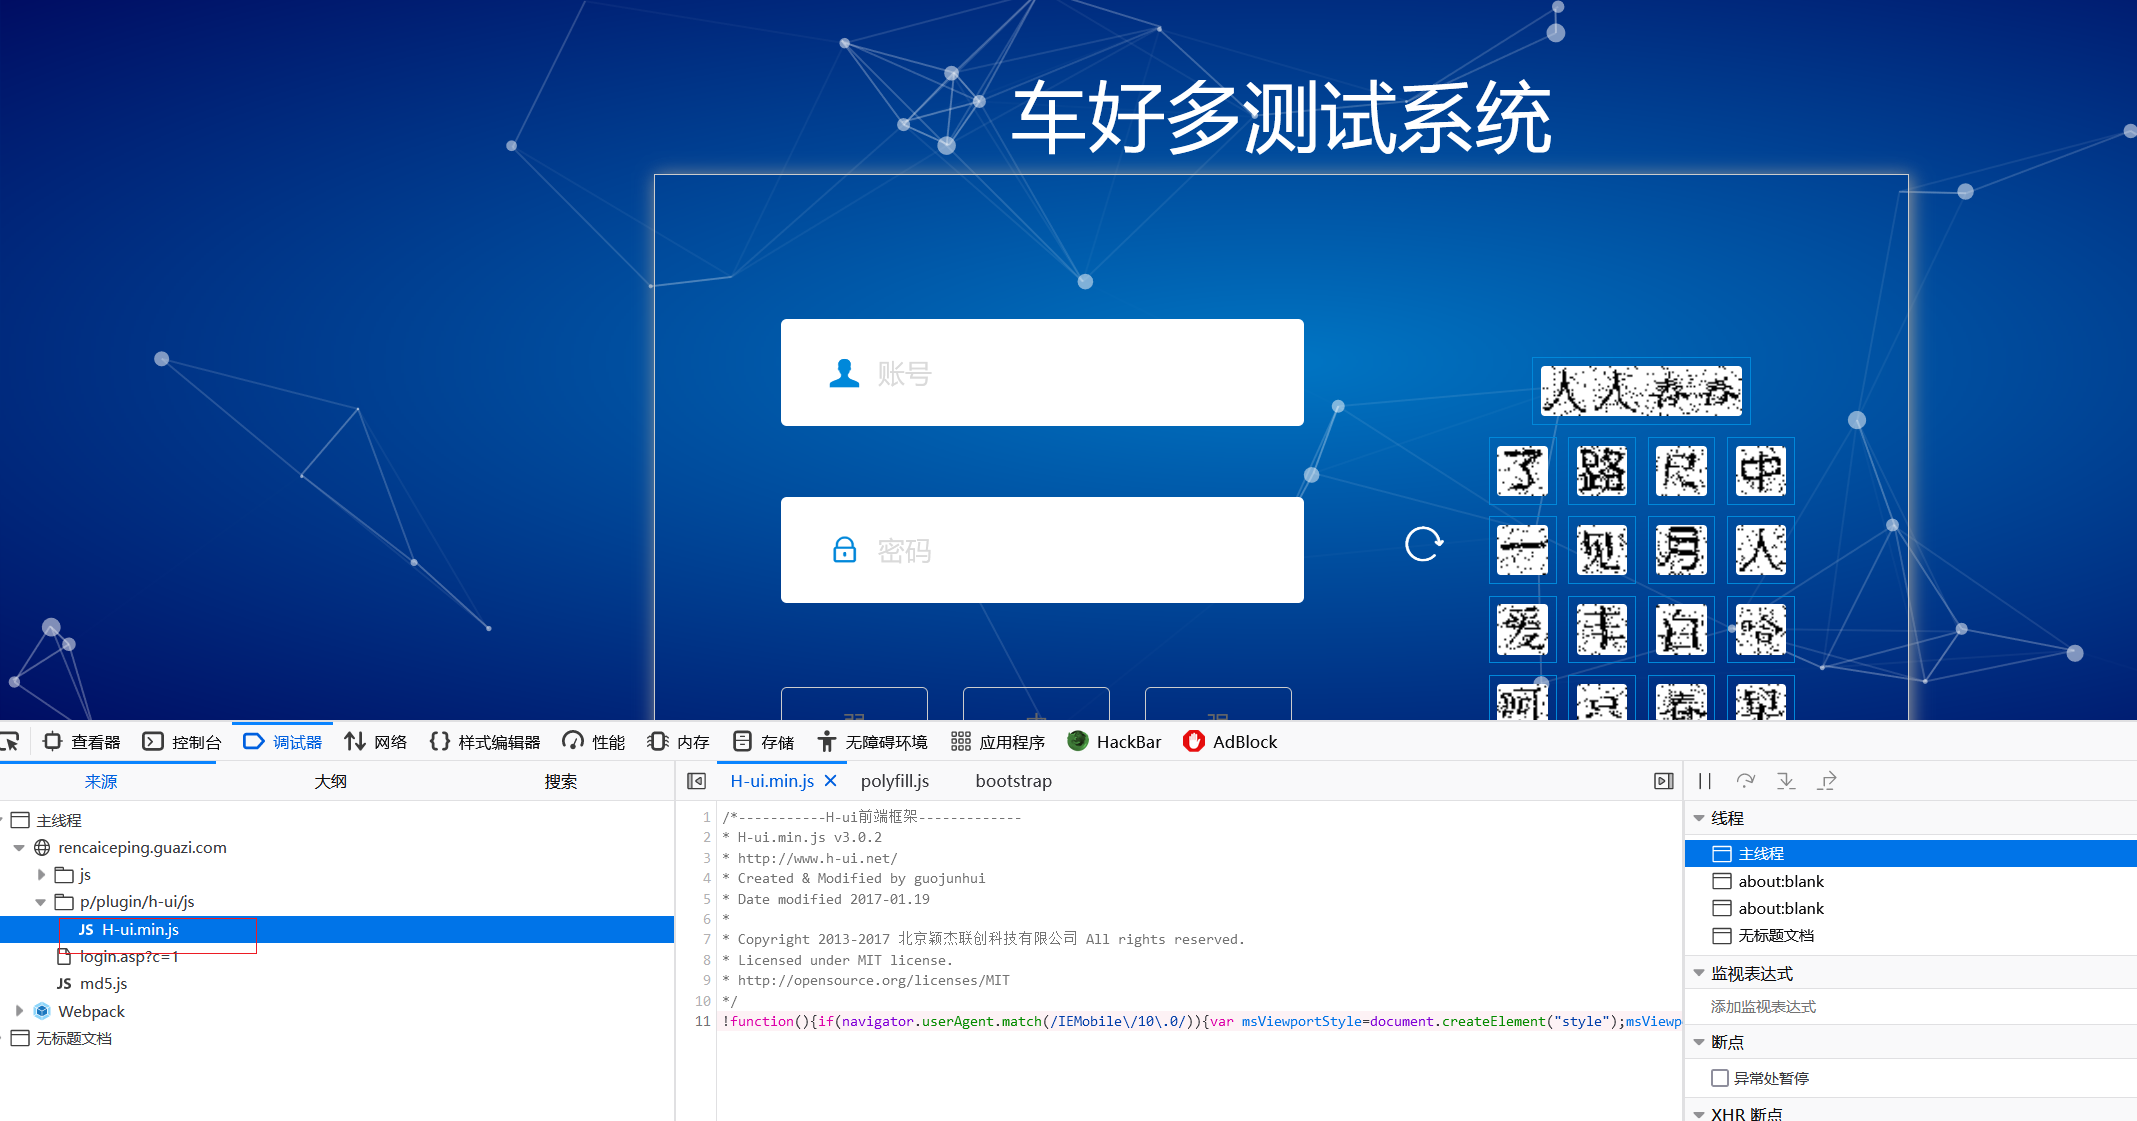 车好多测试系统
账号
人人春春
了 路 尺 中
密码
一 见 月 人
爱 丰 白 哈
弱 中 强
查看器 控制台 调试器 网络 样式编辑器 性能 内存 存储 无障碍环境 应用程序 HackBar AdBlock
来源 大纲 搜索
H-ui.min.js polyfill.js bootstrap
主线程
rencaiceping.guazi.com
js
p/plugin/h-ui/js
JS H-ui.min.js
login.asp?c=1
JS md5.js
Webpack
无标题文档
1 /*-----------H-ui前端框架-------------
2 * H-ui.min.js v3.0.2
3 * http://www.h-ui.net/
4 * Created & Modified by guojunhui
5 * Date modified 2017-01.19
6 *
7 * Copyright 2013-2017 北京颖杰联创科技有限公司 All rights reserved.
8 * Licensed under MIT license.
9 * http://opensource.org/licenses/MIT
10 */
11 !function(){if(navigator.userAgent.match(/IEMobile\/10\.0/)){var msViewportStyle=document.createElement("style");msViewp
线程
主线程
about:blank
about:blank
无标题文档
监视表达式
添加监视表达式
断点
异常处暂停
XHR 断点